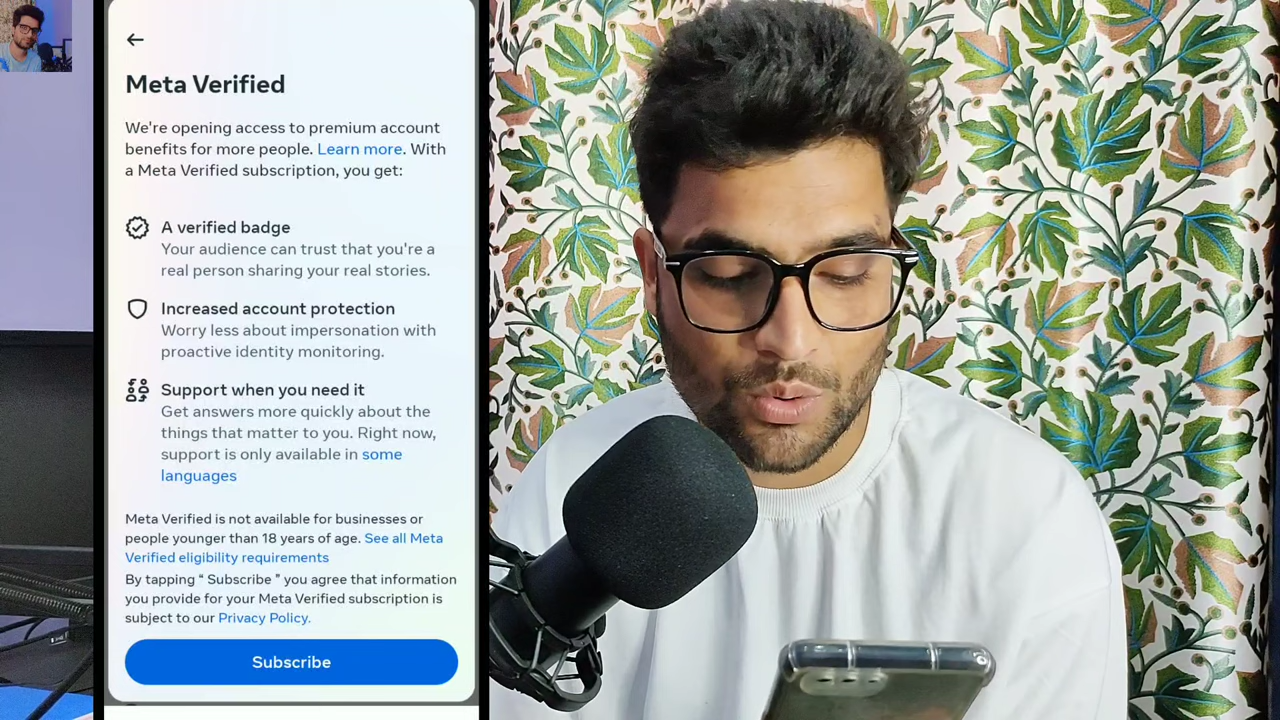 Meta Verified
We're opening access to premium account
benefits for more people. Learn more. With
a Meta Verified subscription, you get:
A verified badge
Your audience can trust that you're a
real person sharing your real stories.
Increased account protection
Worry less about impersonation with
proactive identity monitoring.
Support when you need it
Get answers more quickly about the
things that matter to you. Right now,
support is only available in some
languages
Meta Verified is not available for businesses or
people younger than 18 years of age. See all Meta
Verified eligibility requirements
By tapping “ Subscribe ” you agree that information
you provide for your Meta Verified subscription is
subject to our Privacy Policy.
Subscribe